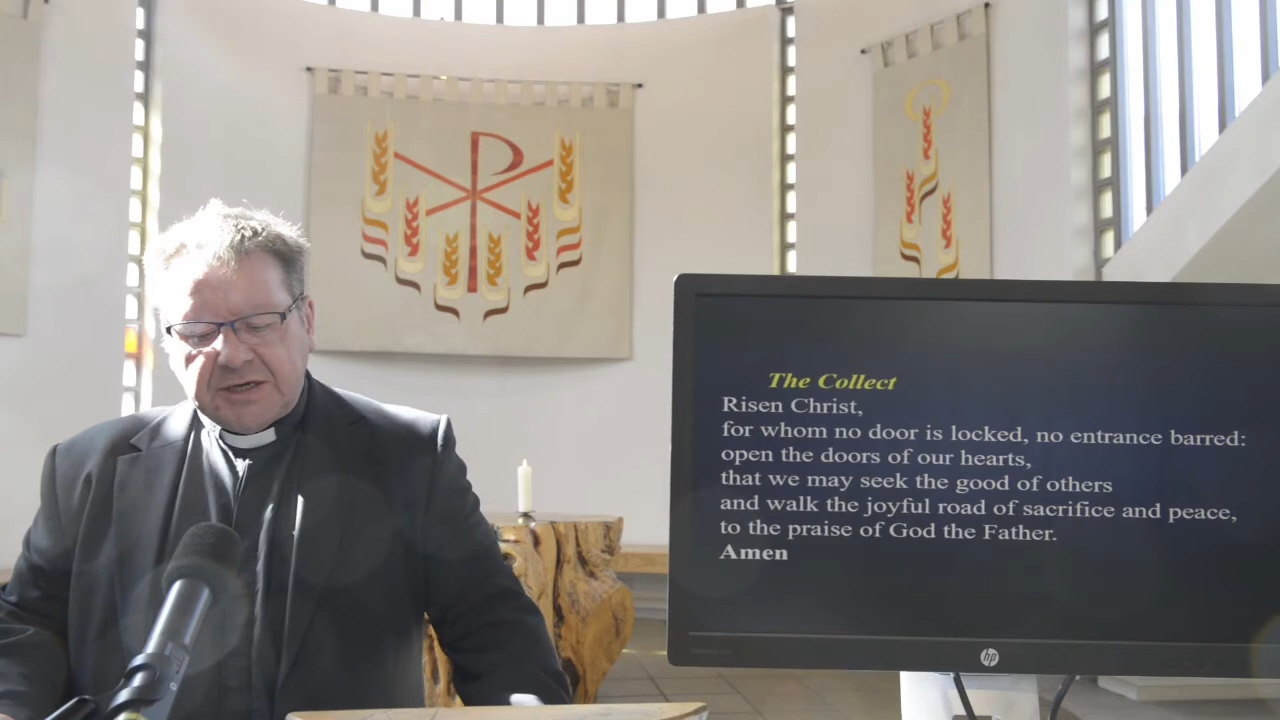 The Collect
Risen Christ,
for whom no door is locked, no entrance barred:
open the doors of our hearts,
that we may seek the good of others
and walk the joyful road of sacrifice and peace,
to the praise of God the Father.
Amen
hp